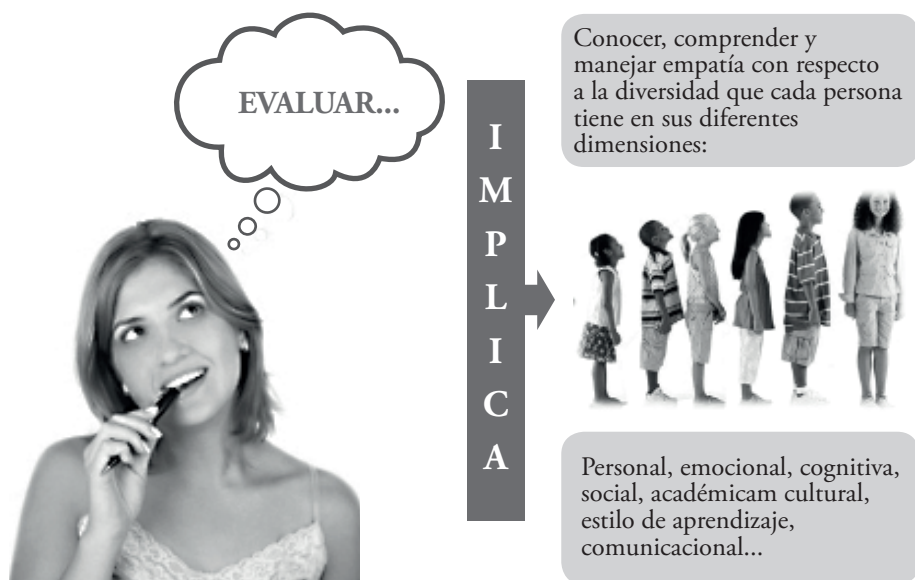 EVALUAR...
I
M
P
L
I
C
A
Conocer, comprender y
manejar empatía con respecto
a la diversidad que cada persona
tiene en sus diferentes
dimensiones:
Personal, emocional, cognitiva,
social, académicam cultural,
estilo de aprendizaje,
comunicacional...